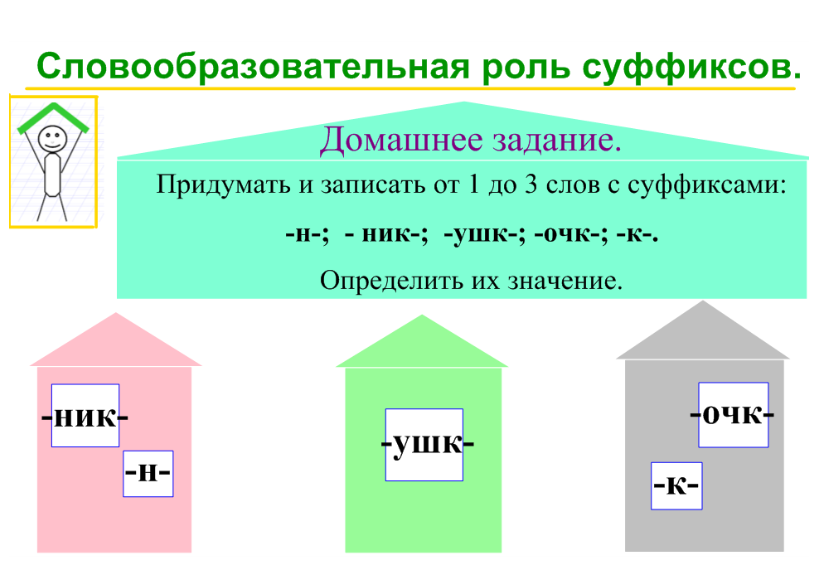 Словообразовательная роль суффиксов.
Домашнее задание.
Придумать и записать от 1 до 3 слов с суффиксами:
-н-; - ник-; -ушк-; -очк-; -к-.
Определить их значение.
-ник-
-н-
-ушк-
-очк-
-к-